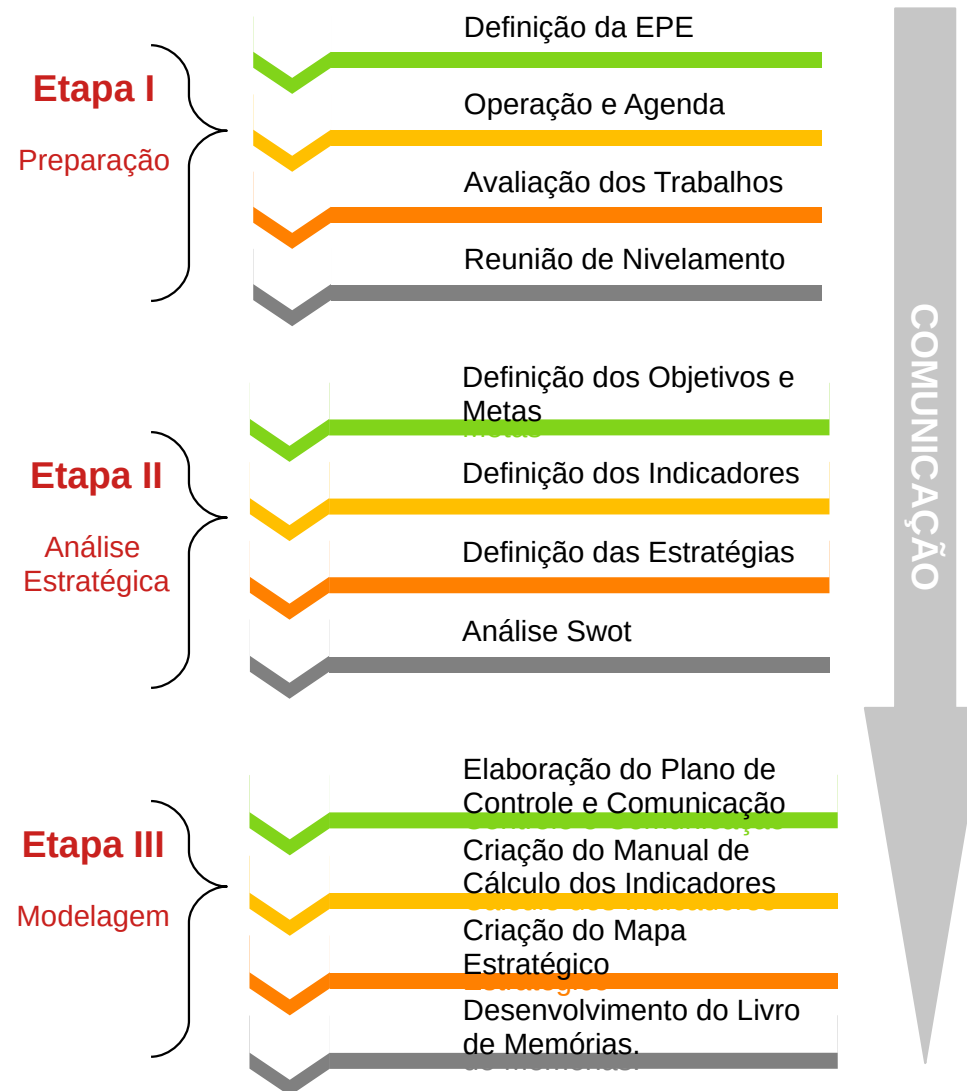 Etapa I
Preparação
Definição da EPE
Operação e Agenda
Avaliação dos Trabalhos
Reunião de Nivelamento
Etapa II
Análise
Estratégica
Definição dos Objetivos e
Metas
Definição dos Indicadores
Definição das Estratégias
Análise Swot
Etapa III
Modelagem
Elaboração do Plano de
Controle e Comunicação
Criação do Manual de
Cálculo dos Indicadores
Criação do Mapa
Estratégico
Desenvolvimento do Livro
de Memórias.
COMUNICAÇÃO